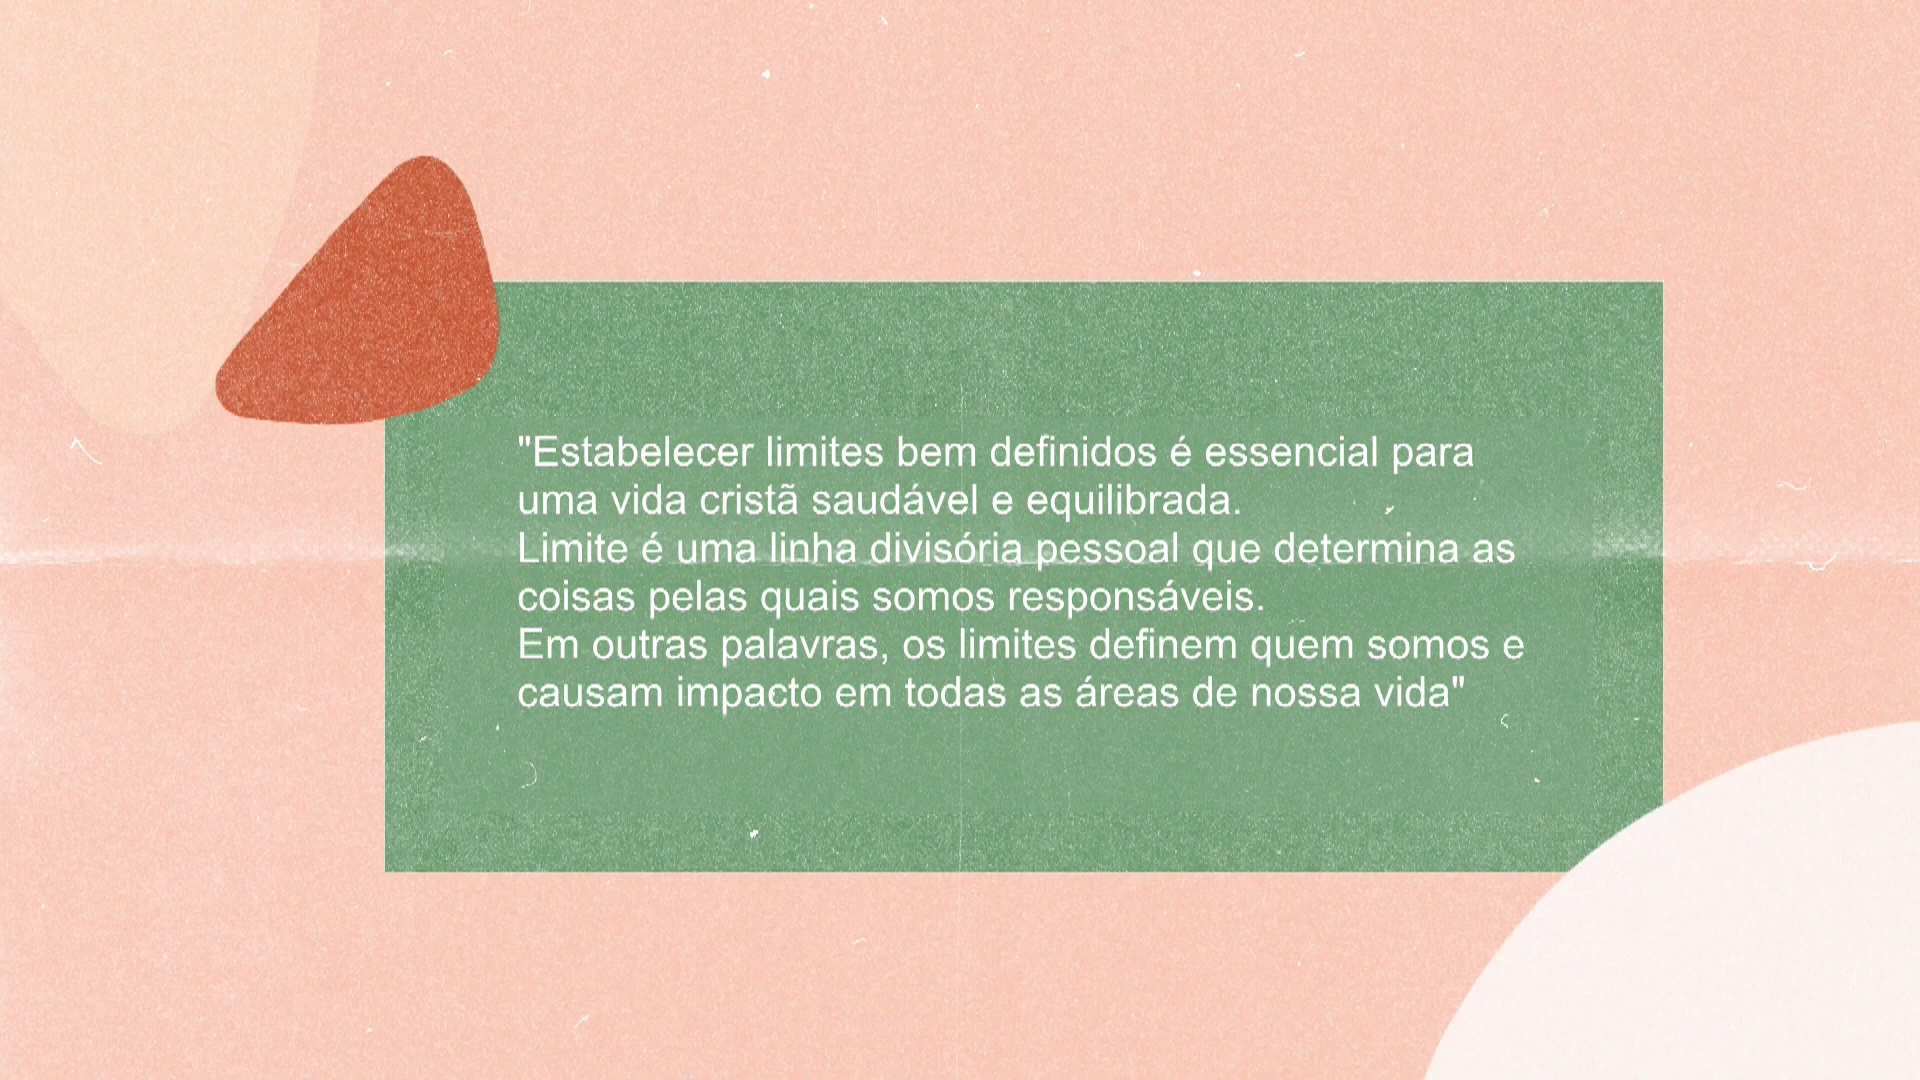 "Estabelecer limites bem definidos é essencial para
uma vida cristã saudável e equilibrada.
Limite é uma linha divisória pessoal que determina as
coisas pelas quais somos responsáveis.
Em outras palavras, os limites definem quem somos e
causam impacto em todas as áreas de nossa vida"